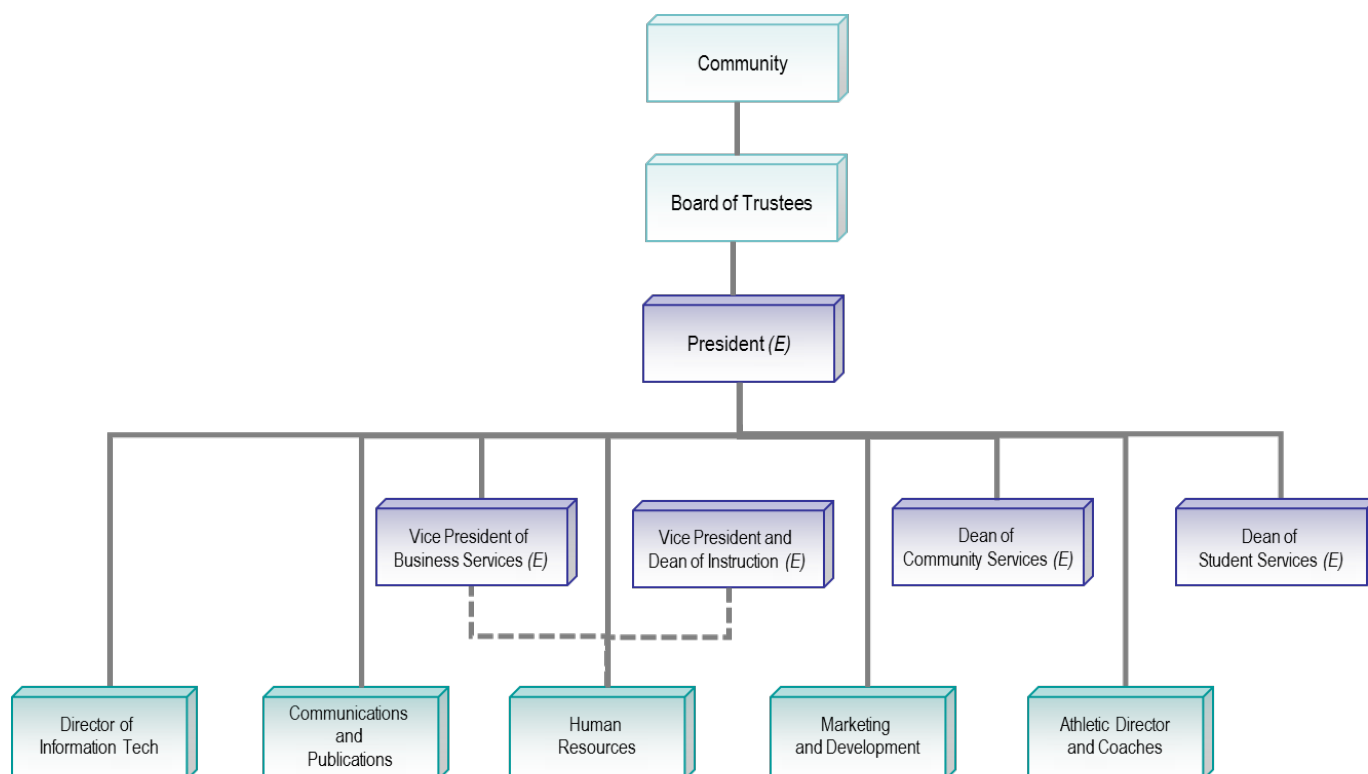 Community
Board of Trustees
President (E)
Vice President of
Business Services (E)
Vice President and
Dean of Instruction (E)
Dean of
Community Services (E)
Dean of
Student Services (E)
Director of
Information Tech
Communications
and
Publications
Human
Resources
Marketing
and Development
Athletic Director
and Coaches